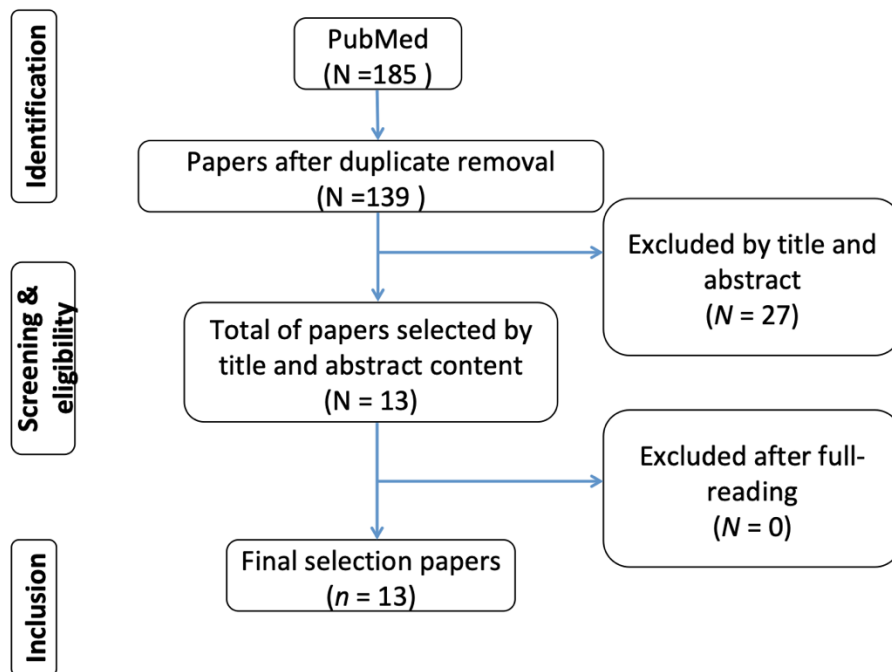 Identification
PubMed
(N =185 )
Papers after duplicate removal
(N =139 )
Excluded by title and
abstract
(N = 27)
Screening &
eligibility
Total of papers selected by
title and abstract content
(N = 13)
Excluded after full-
reading
(N = 0)
Inclusion
Final selection papers
(n = 13)